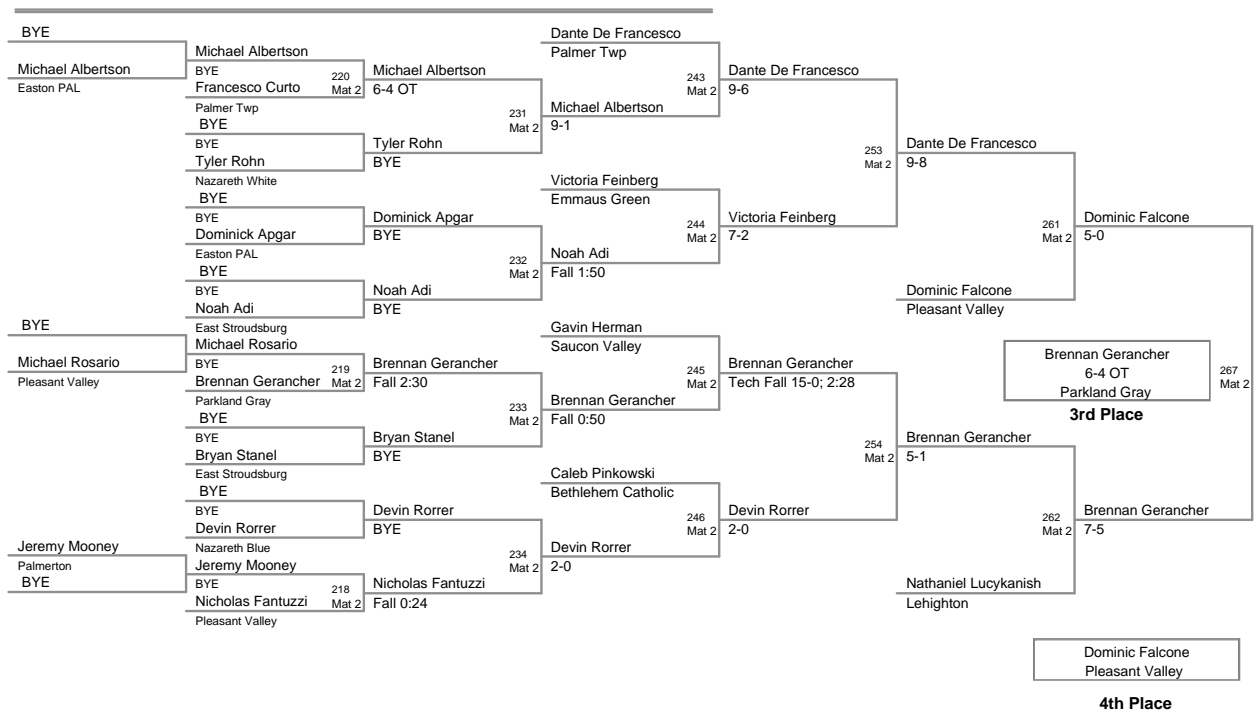 BYE
Michael Albertson
Easton PAL
BYE
Michael Rosario
Pleasant Valley
Jeremy Mooney
Palmerton
BYE
Michael Albertson
BYE
Francesco Curto
Palmer Twp
BYE
BYE
Tyler Rohn
Nazareth White
BYE
BYE
Dominick Apgar
Easton PAL
BYE
BYE
Noah Adi
East Stroudsburg
Michael Rosario
BYE
Brennan Gerancher
Parkland Gray
BYE
BYE
Bryan Stanel
East Stroudsburg
BYE
BYE
Devin Rorrer
Nazareth Blue
Jeremy Mooney
BYE
Nicholas Fantuzzi
Pleasant Valley
220
Mat 2
219
Mat 2
218
Mat 2
Michael Albertson
6-4 OT
Tyler Rohn
BYE
Dominick Apgar
BYE
Noah Adi
BYE
Brennan Gerancher
Fall 2:30
Bryan Stanel
BYE
Devin Rorrer
BYE
Nicholas Fantuzzi
Fall 0:24
231
Mat 2
232
Mat 2
233
Mat 2
234
Mat 2
Dante De Francesco
Palmer Twp
Michael Albertson
9-1
Victoria Feinberg
Emmaus Green
Noah Adi
Fall 1:50
Gavin Herman
Saucon Valley
Brennan Gerancher
Fall 0:50
Caleb Pinkowski
Bethlehem Catholic
Devin Rorrer
2-0
243
Mat 2
244
Mat 2
245
Mat 2
246
Mat 2
Dante De Francesco
9-6
Victoria Feinberg
7-2
Brennan Gerancher
Tech Fall 15-0; 2:28
Devin Rorrer
2-0
253
Mat 2
254
Mat 2
Dante De Francesco
9-8
Dominic Falcone
Pleasant Valley
Brennan Gerancher
5-1
Nathaniel Lucykanish
Lehighton
261
Mat 2
262
Mat 2
Dominic Falcone
5-0
Brennan Gerancher
7-5
Brennan Gerancher
6-4 OT
Parkland Gray
3rd Place
267
Mat 2
Dominic Falcone
Pleasant Valley
4th Place